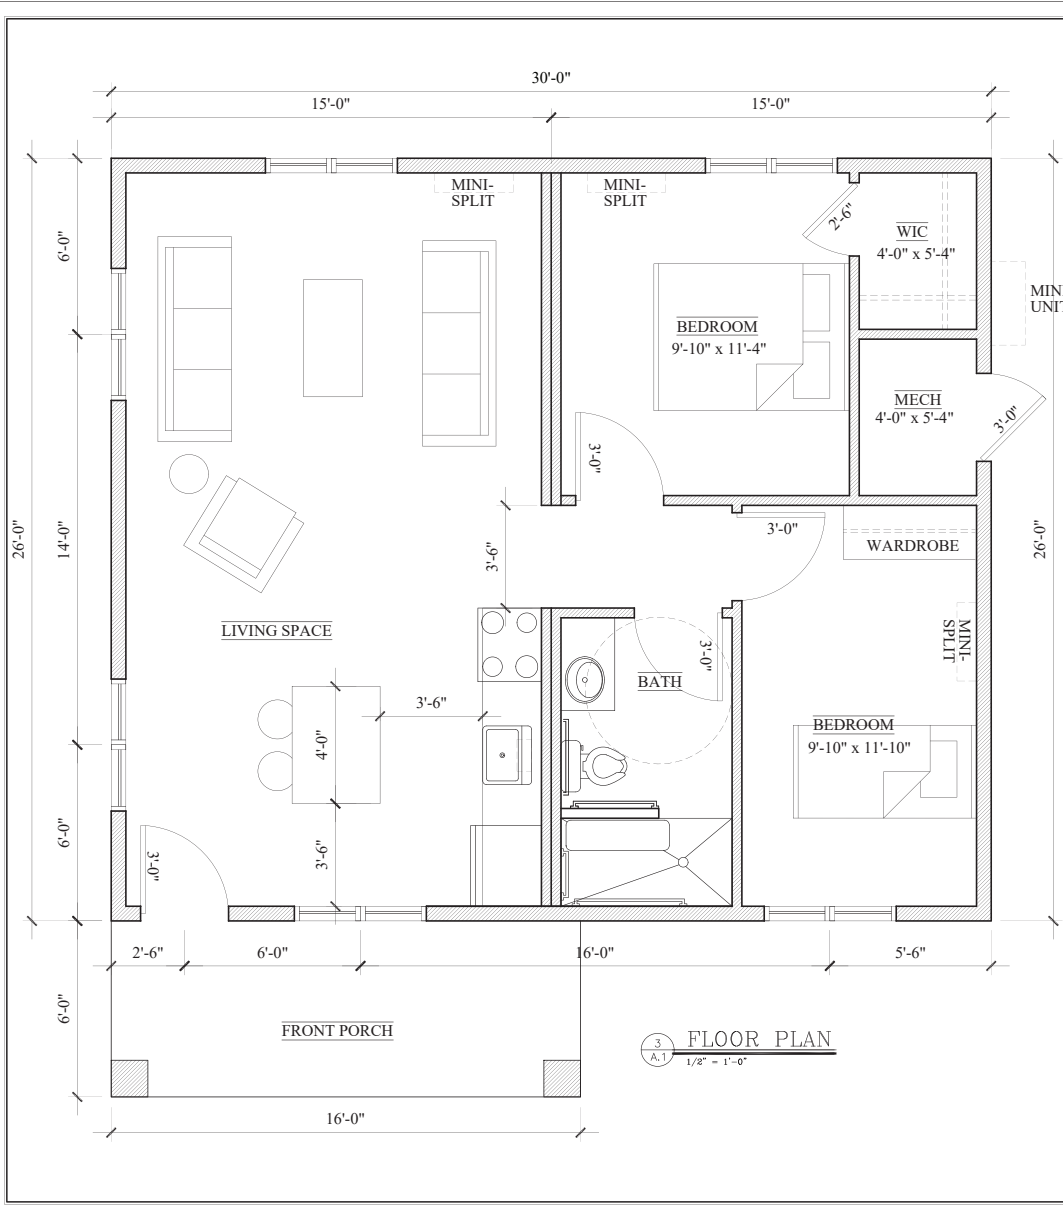 30'-0"
15'-0"
15'-0"
MINI-
SPLIT
MINI-
SPLIT
2'-6"
WIC
4'-0" x 5'-4"
6'-0"
MIN
UNIT
BEDROOM
9'-10" x 11'-4"
MECH
4'-0" x 5'-4"
3'-0"
3'-0"
26'-0"
14'-0"
3'-6"
3'-0"
WARDROBE
26'-0"
LIVING SPACE
MINI-
SPLIT
3'-0"
BATH
3'-6"
4'-0"
BEDROOM
9'-10" x 11'-10"
6'-0"
3'-0"
3'-6"
2'-6"
6'-0"
16'-0"
5'-6"
6'-0"
FRONT PORCH
3
A.1
FLOOR PLAN
1/2" = 1'-0"
16'-0"